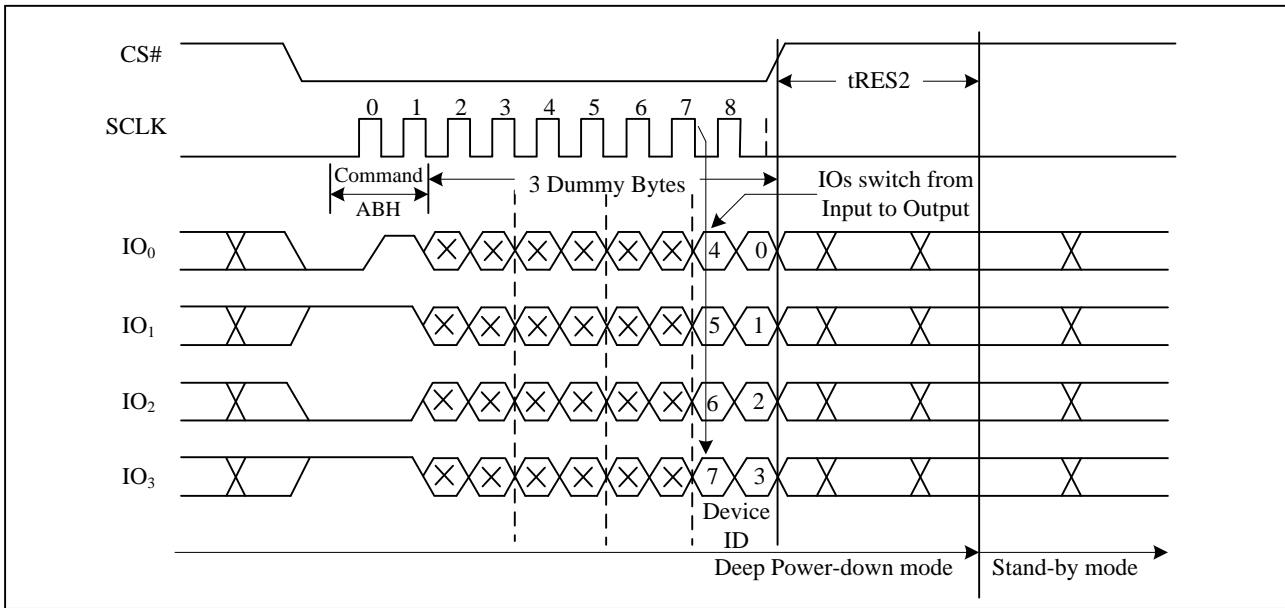 CS#
tRES2
0 1 2 3 4 5 6 7 8
SCLK
Command
ABH
3 Dummy Bytes
IOs switch from
Input to Output
IO0
4 0
IO1
5 1
IO2
6 2
IO3
7 3
Device
ID
Deep Power-down mode
Stand-by mode